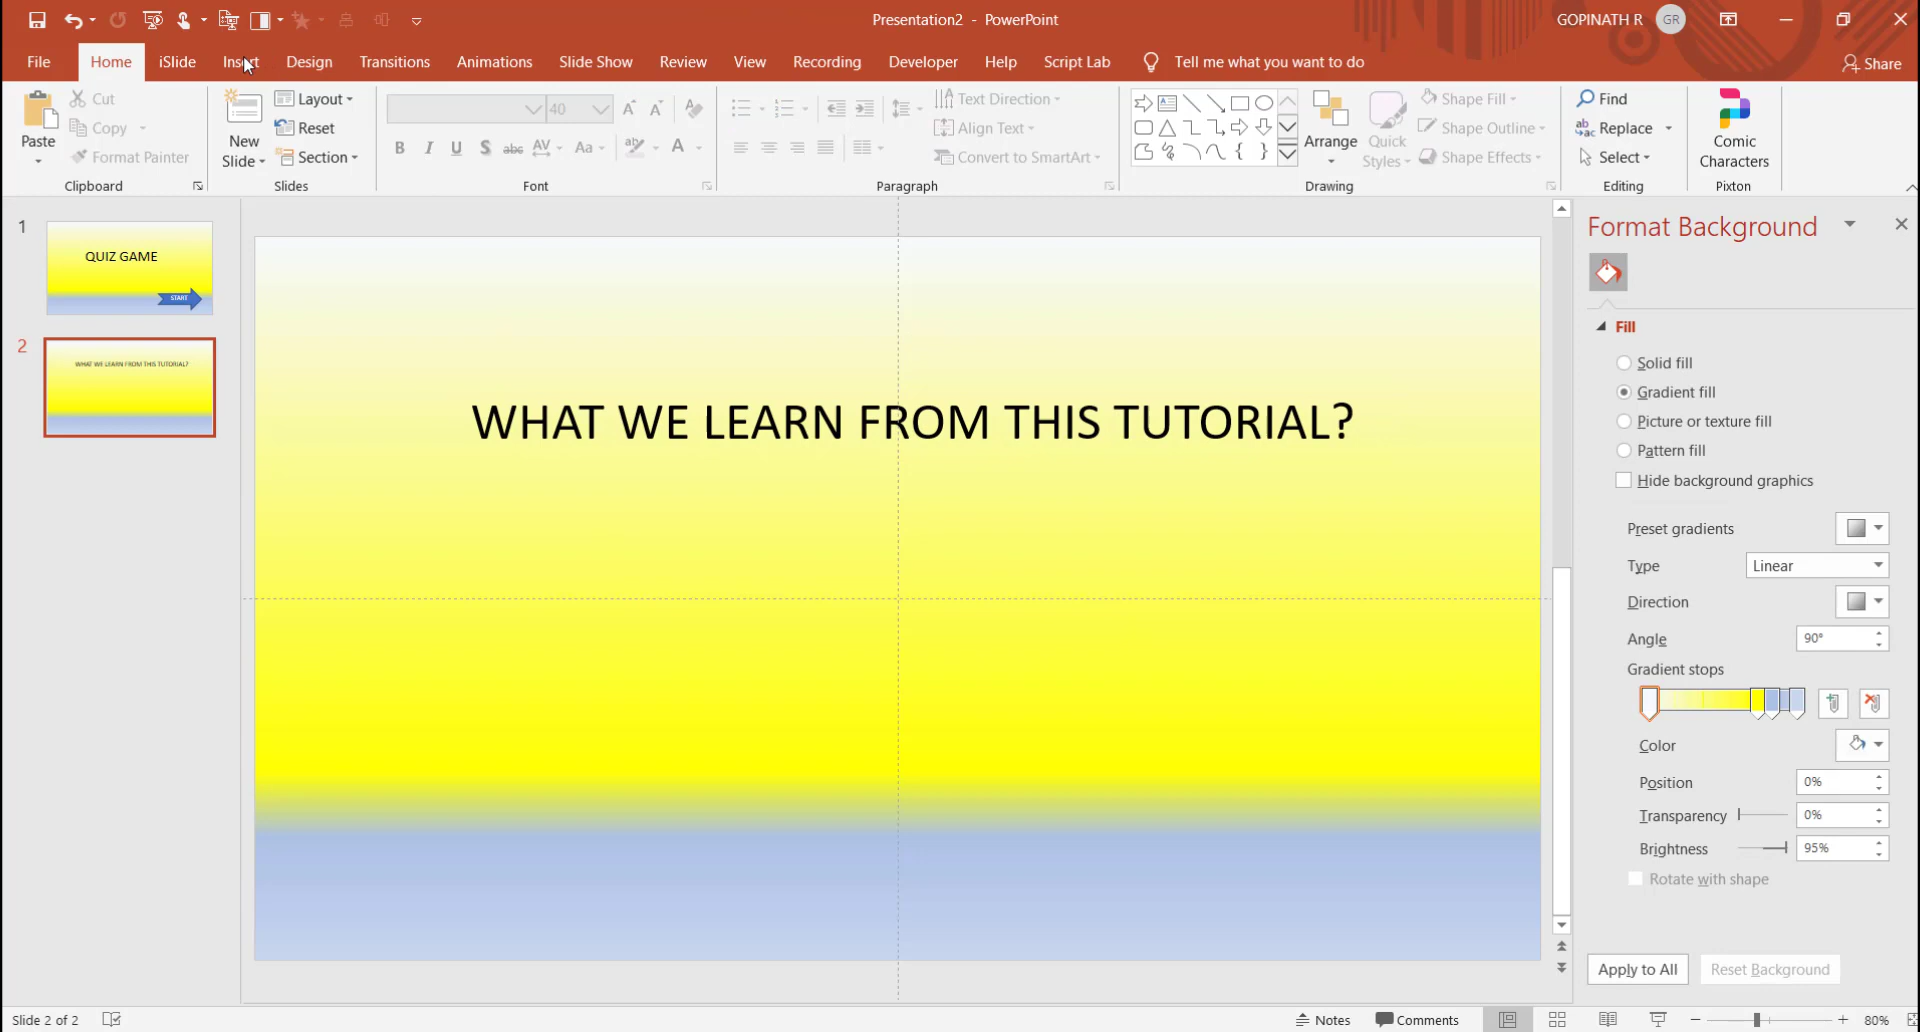 Presentation2 - PowerPoint
GOPINATH R GR
File Home iSlide Insert Design Transitions Animations Slide Show Review View Recording Developer Help Script Lab Tell me what you want to do Share
Paste
Cut
Copy
Format Painter
Clipboard
New Slide
Layout
Reset
Section
Slides
40
B I U S abc AV Aa A
Font
Text Direction
Align Text
Convert to SmartArt
Paragraph
Arrange
Quick Styles
Shape Fill
Shape Outline
Shape Effects
Drawing
Find
Replace
Select
Editing
Comic Characters
Pixton
1
QUIZ GAME
START
2
WHAT WE LEARN FROM THIS TUTORIAL?
WHAT WE LEARN FROM THIS TUTORIAL?
Format Background
Fill
Solid fill
Gradient fill
Picture or texture fill
Pattern fill
Hide background graphics
Preset gradients
Type Linear
Direction
Angle 90°
Gradient stops
Color
Position 0%
Transparency 0%
Brightness 95%
Rotate with shape
Apply to All Reset Background
Slide 2 of 2 Notes Comments 80%